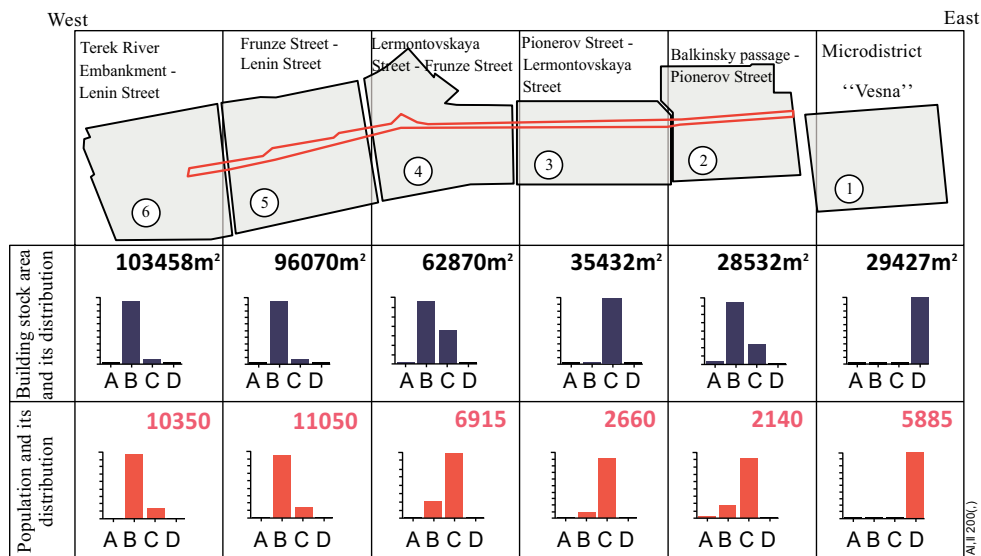 West
East
Terek River
Embankment -
Lenin Street
Frunze Street -
Lenin Street
Lermontovskaya
Street - Frunze Street
Pionerov Street -
Lermontovskaya
Street
Balkinsky passage -
Pionerov Street
Microdistrict
‘‘Vesna’’
6
5
4
3
2
1
Building stock area
and its distribution
103458m²
96070m²
62870m²
35432m²
28532m²
29427m²
A B C D
A B C D
A B C D
A B C D
A B C D
A B C D
Population and its
distribution
10350
11050
6915
2660
2140
5885
A B C D
A B C D
A B C D
A B C D
A B C D
A B C D